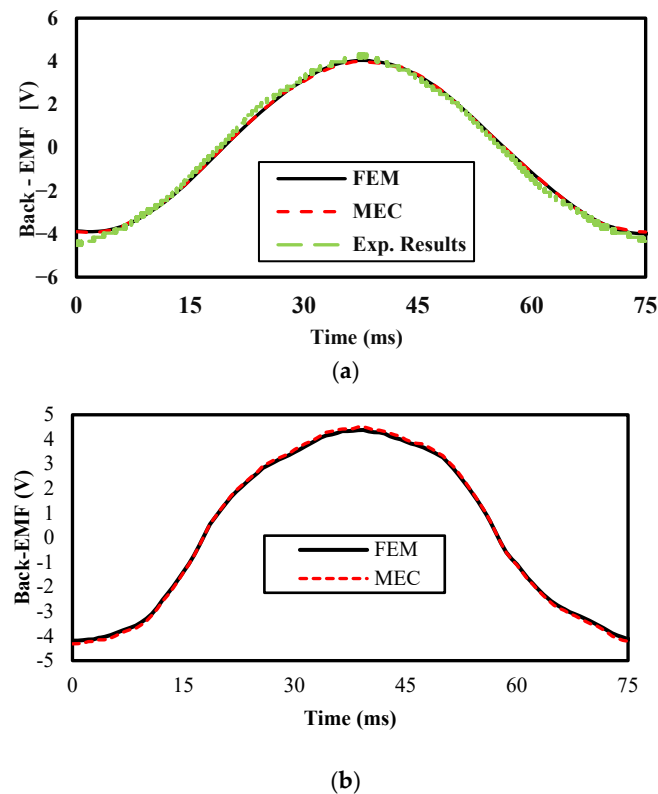 6
4
2
0
−2
−4
−6
Back - EMF [V]
FEM
MEC
Exp. Results
0 15 30 45 60 75
Time (ms)
(a)
5
4
3
2
1
0
-1
-2
-3
-4
-5
Back-EMF (V)
FEM
MEC
0 15 30 45 60 75
Time (ms)
(b)